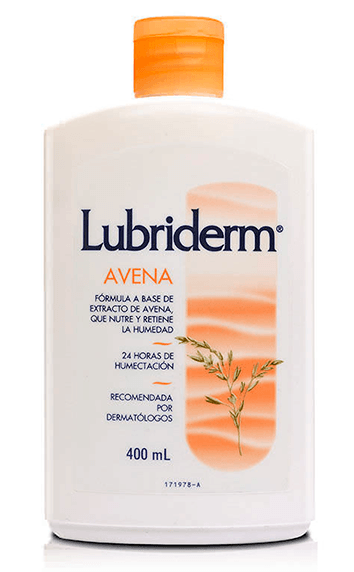 Lubriderm®
AVENA
FÓRMULA A BASE DE
EXTRACTO DE AVENA,
QUE NUTRE Y RETIENE
LA HUMEDAD
24 HORAS DE
HUMECTACIÓN
RECOMENDADA
POR
DERMATÓLOGOS
400 mL
171978-A